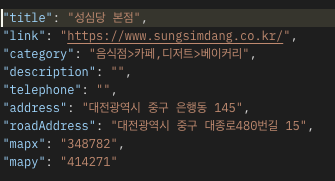 "title": "성심당 본점",
"link": "https://www.sungsimdang.co.kr/",
"category": "음식점>카페,디저트>베이커리",
"description": "",
"telephone": "",
"address": "대전광역시 중구 은행동 145",
"roadAddress": "대전광역시 중구 대종로480번길 15",
"mapx": "348782",
"mapy": "414271"